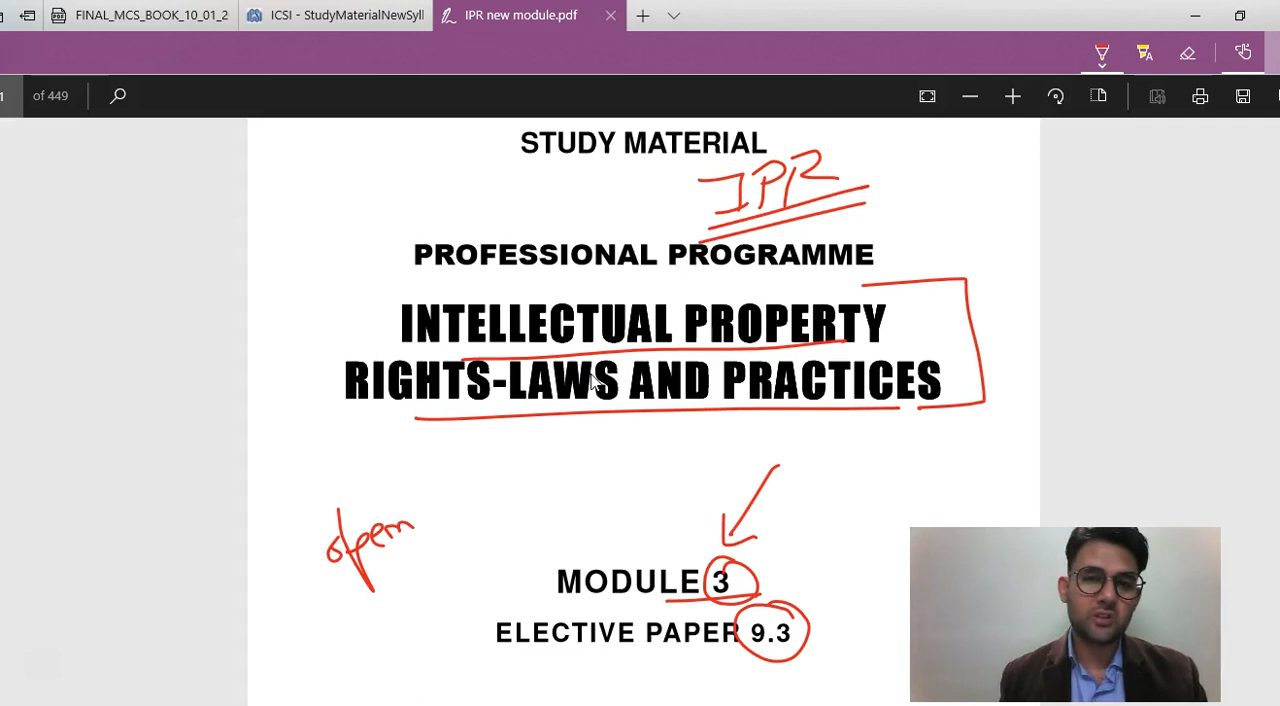 FINAL_MCS_BOOK_10_01_2
ICSI - StudyMaterialNewSyll
IPR new module.pdf
1 of 449
STUDY MATERIAL
IPR
PROFESSIONAL PROGRAMME
INTELLECTUAL PROPERTY
RIGHTS-LAWS AND PRACTICES
MODULE 3
ELECTIVE PAPER 9.3